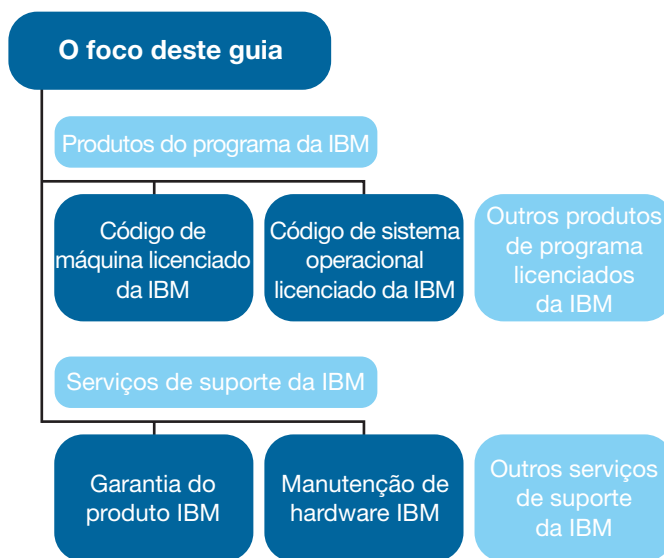 O foco deste guia
Produtos do programa da IBM
Código de
máquina licenciado
da IBM
Código de sistema
operacional
licenciado da IBM
Outros produtos
de programa
licenciados
da IBM
Serviços de suporte da IBM
Garantia do
produto IBM
Manutenção de
hardware IBM
Outros serviços
de suporte
da IBM